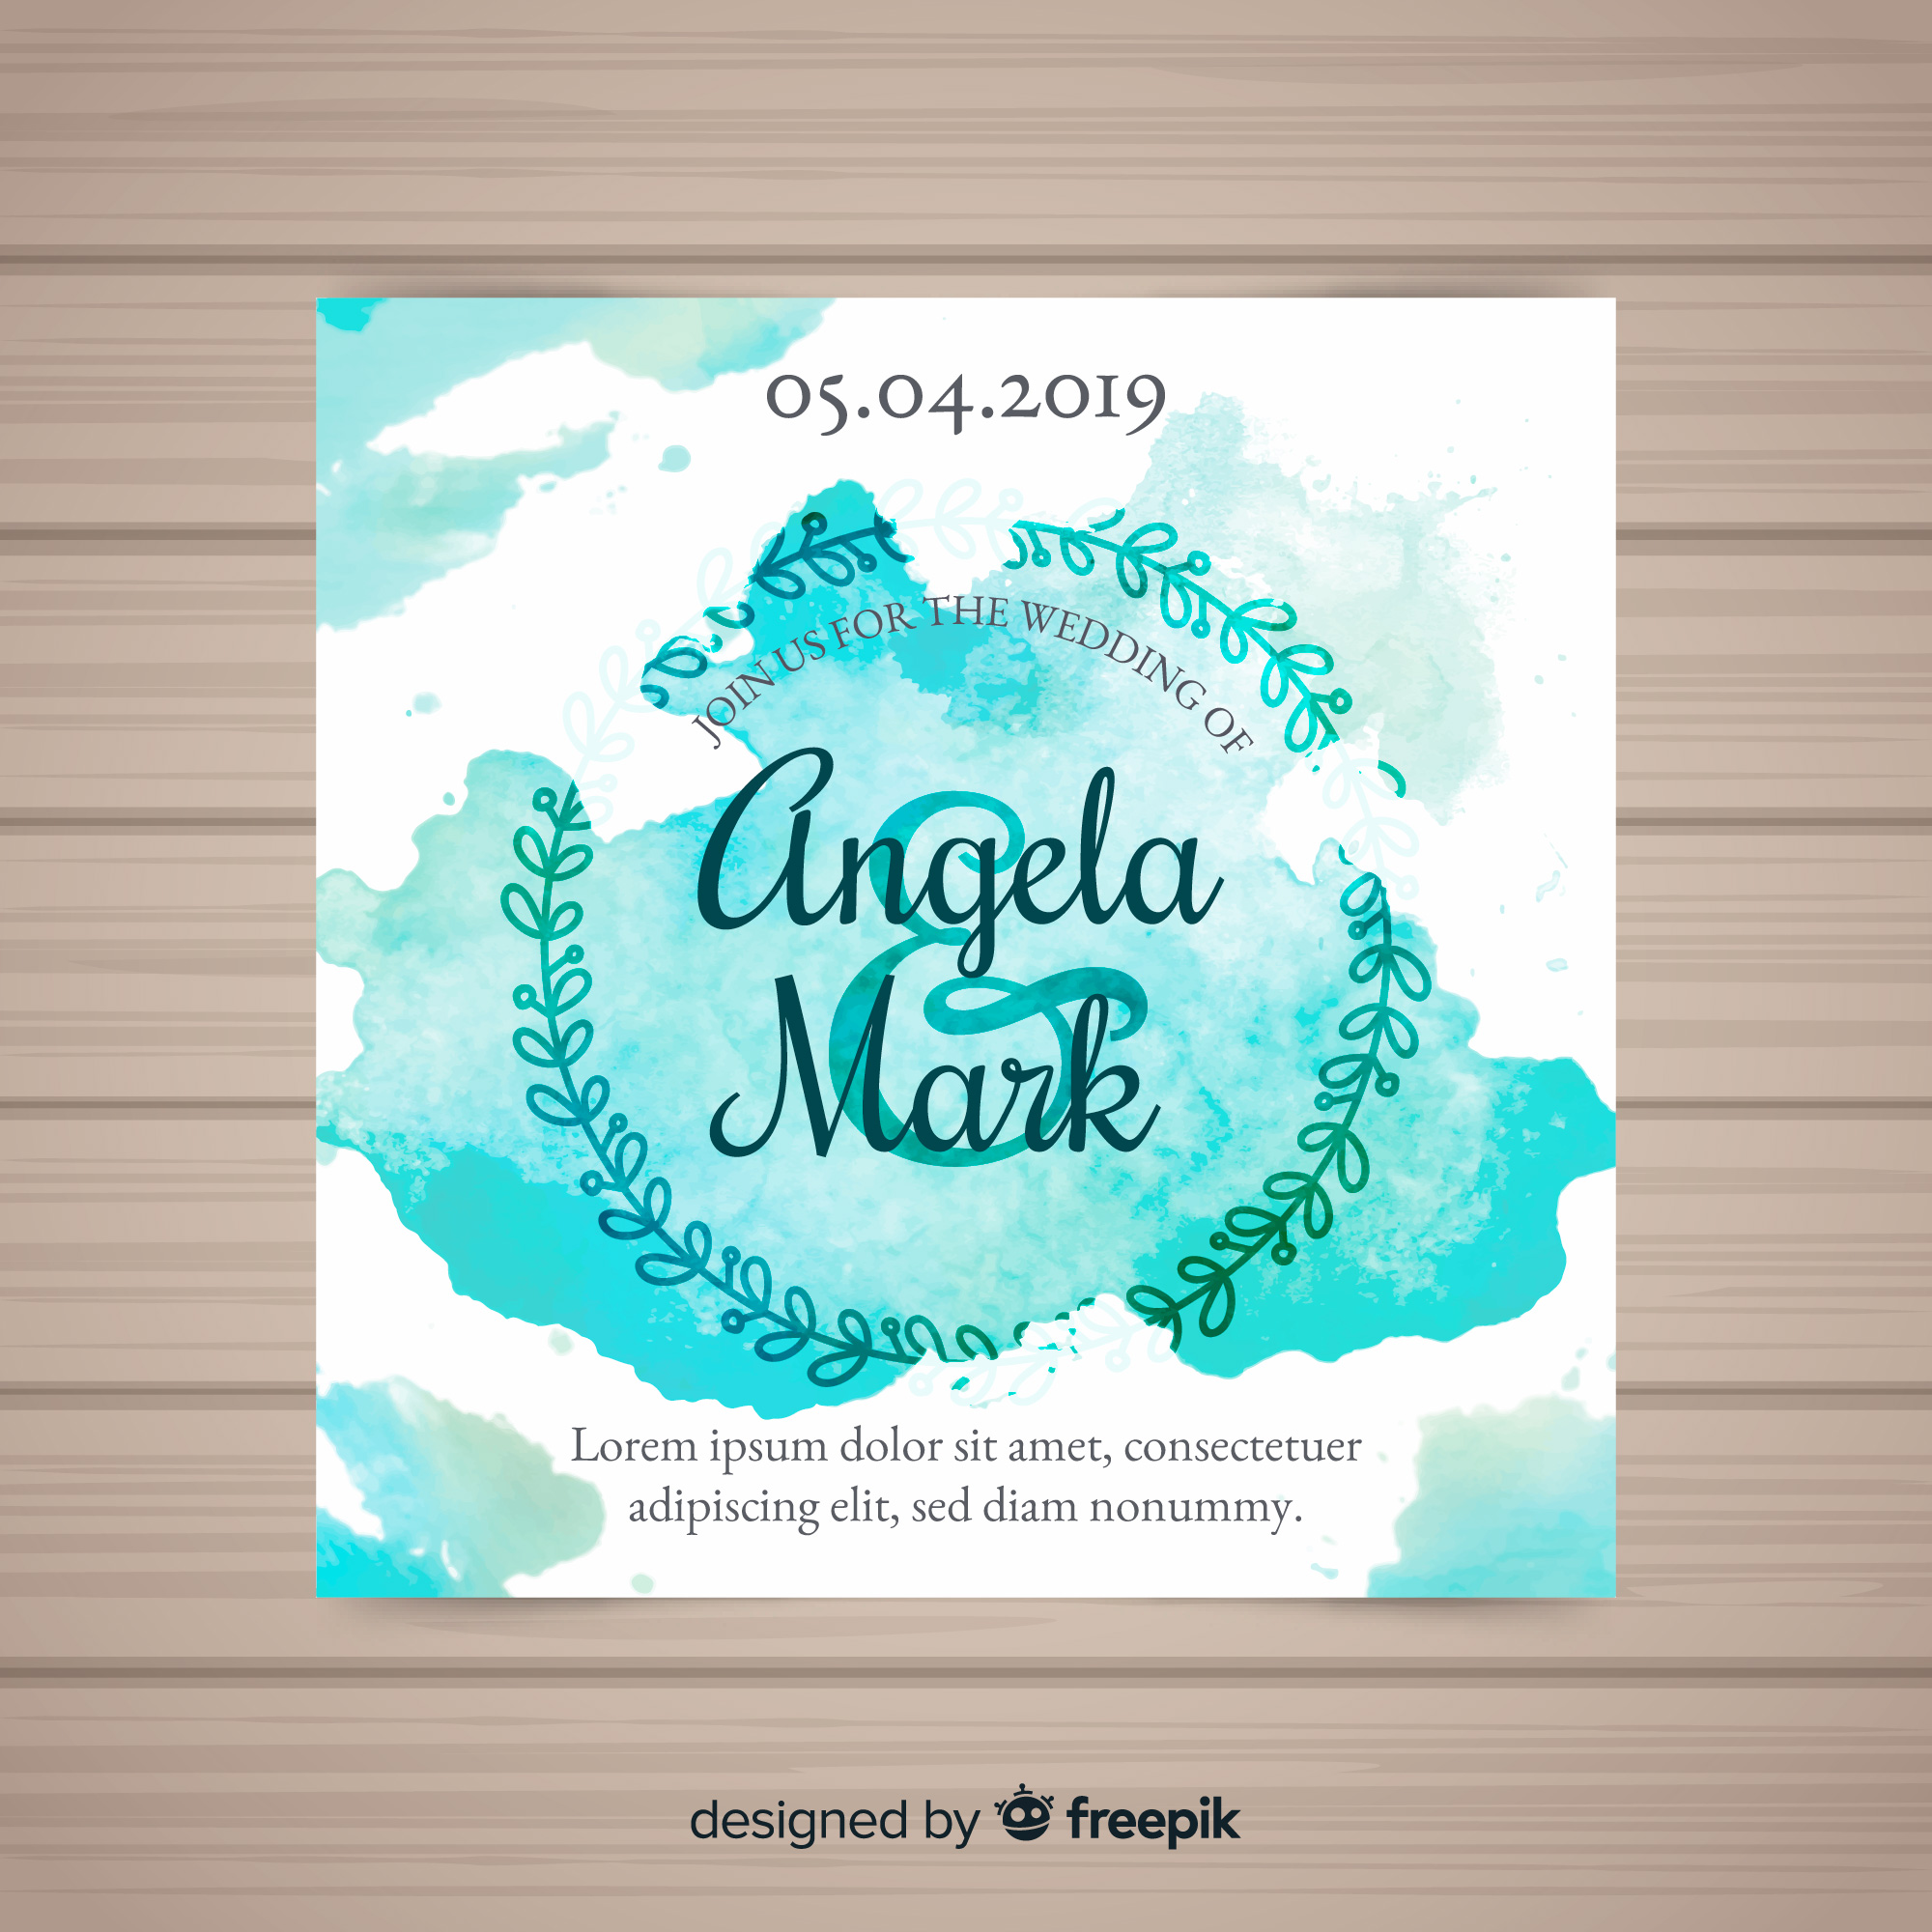 05.04.2019
JOIN US FOR THE WEDDING OF
Angela
&
Mark
Lorem ipsum dolor sit amet, consectetuer
adipiscing elit, sed diam nonummy.
designed by freepik